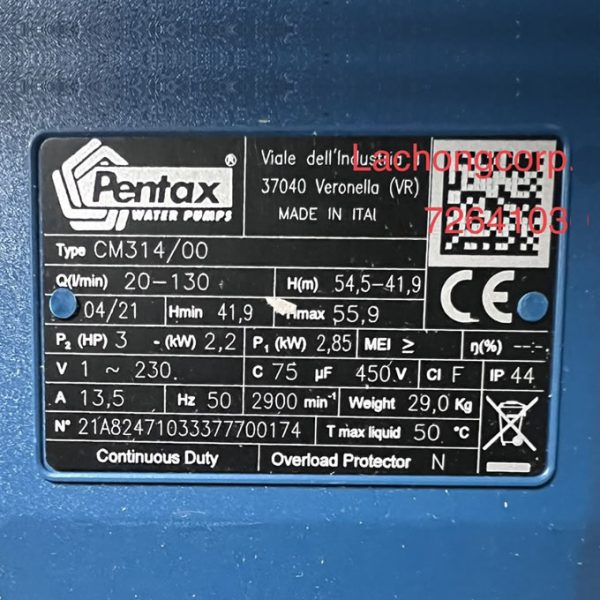 Pentax®
WATER PUMPS
Viale dell'Industria
37040 Veronella (VR)
MADE IN ITAL
Lachongcorp.
7264103
Type CM314/00
Q(l/min) 20-130 H(m) 54,5-41,9
04/21 Hmin 41,9 Hmax 55,9
CE
P₂ (HP) 3 - (kW) 2,2 P₁ (kW) 2,85 MEI ≥ η(%) --.-
V 1 ~ 230. C 75 µF 450 V Cl F IP 44
A 13,5 Hz 50 2900 min⁻¹ Weight 29,0 Kg
N° 21A82471033377700174 T max liquid 50 °C
Continuous Duty Overload Protector N